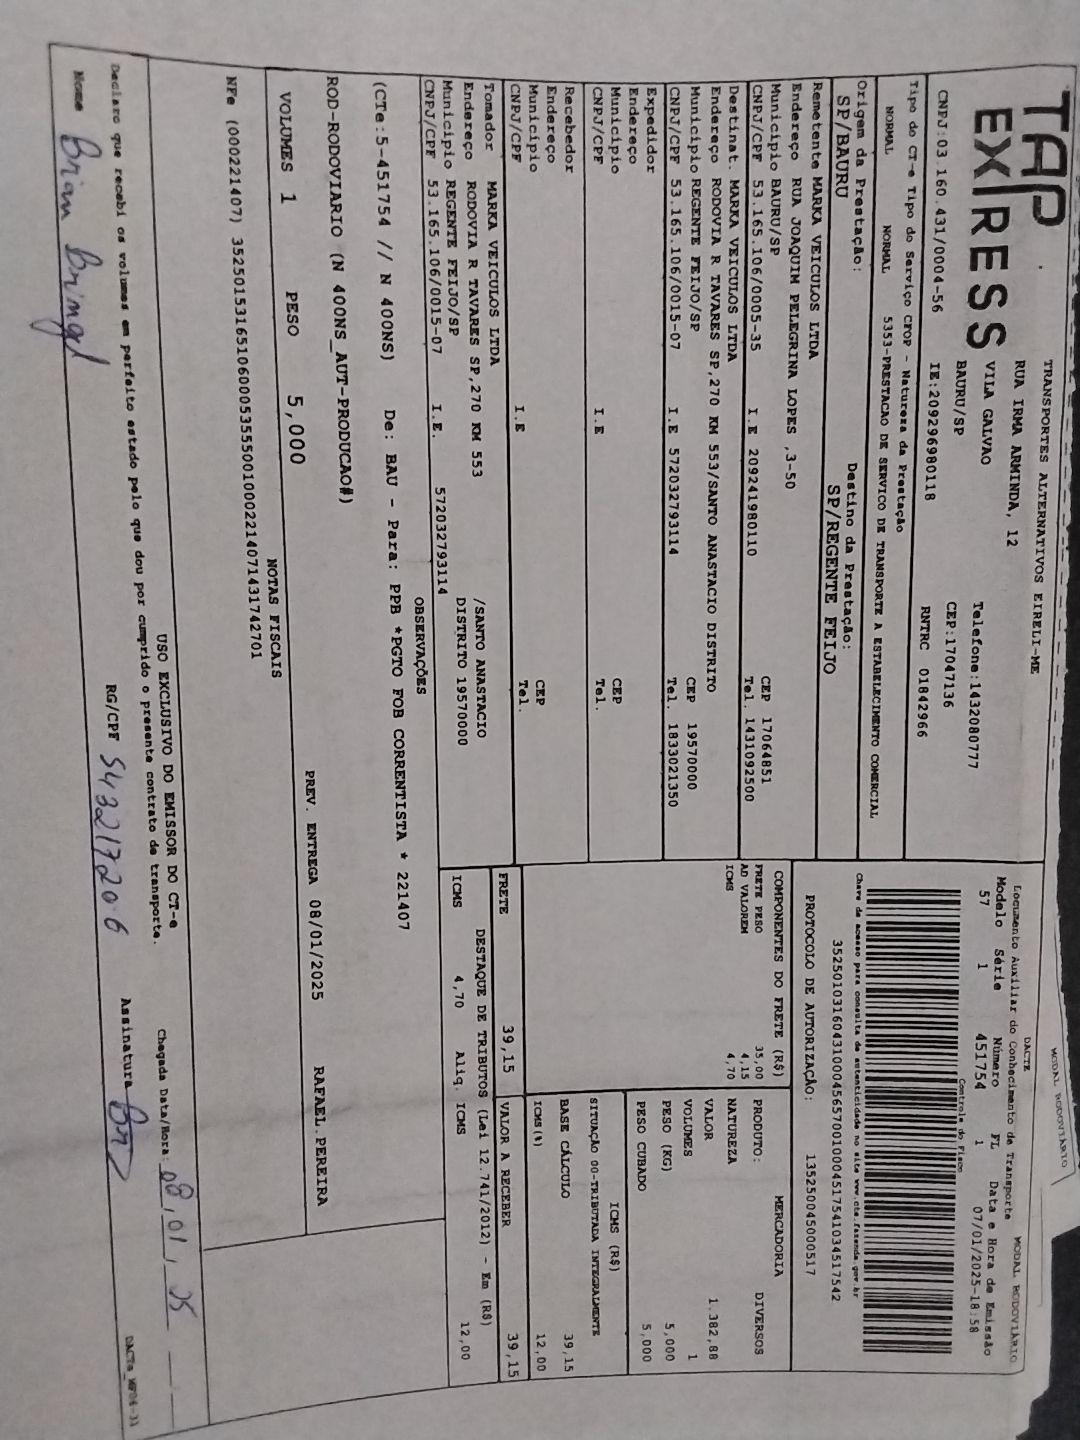 MODAL RODOVIÁRIO
TAP EXPRESS
TRANSPORTES ALTERNATIVOS EIRELI-ME
RUA IRMA ARMINDA, 12
VILA GALVAO
BAURU/SP
Telefone:1432080777
CEP:17047136
CNPJ:03.160.431/0004-56 IE:209296980118 RNTRC 01842966
DACTE MODAL RODOVIÁRIO
Documento Auxiliar do Conhecimento de Transporte
Modelo Série Número FL Data e Hora de Emissão
57 1 451754 1 07/01/2025-18:58
Controle do Fisco
Chave de acesso para consulta de autenticidade no site www.cte.fazenda.gov.br
PROTOCOLO DE AUTORIZAÇÃO: 135250045000517
Tipo do CT-e Tipo do Serviço CFOP - Natureza da Prestação
NORMAL NORMAL 5353-PRESTACAO DE SERVICO DE TRANSPORTE A ESTABELECIMENTO COMERCIAL
Origem da Prestação: Destino da Prestação:
SP/BAURU SP/REGENTE FEIJO
Remetente MARKA VEICULOS LTDA
Endereço RUA JOAQUIM PELEGRINA LOPES ,3-50
Município BAURU/SP CEP 17064851
CNPJ/CPF 53.165.106/0005-35 I.E 209241980110 Tel. 1431092500
Destinat. MARKA VEICULOS LTDA
Endereço RODOVIA R TAVARES SP,270 KM 553/SANTO ANASTACIO DISTRITO
Município REGENTE FEIJO/SP CEP 19570000
CNPJ/CPF 53.165.106/0015-07 I.E 572032793114 Tel. 1833021350
Expedidor
Endereço
Município CEP
CNPJ/CPF I.E Tel.
Recebedor
Endereço
Município CEP
CNPJ/CPF I.E Tel.
Tomador MARKA VEICULOS LTDA
Endereço RODOVIA R TAVARES SP,270 KM 553 /SANTO ANASTACIO
Município REGENTE FEIJO/SP DISTRITO 19570000
CNPJ/CPF 53.165.106/0015-07 I.E. 572032793114
COMPONENTES DO FRETE (R$)
FRETE PESO 35,00
AD VALOREM 4,15
ICMS 4,70
MERCADORIA
PRODUTO: DIVERSOS
NATUREZA
VALOR 1.382,88
VOLUMES 1
PESO (KG) 5,000
PESO CUBADO 5,000
ICMS (R$)
SITUAÇÃO 00-TRIBUTADA INTEGRALMENTE
BASE CÁLCULO 39,15
ICMS(%) 12,00
FRETE 39,15 VALOR A RECEBER 39,15
DESTAQUE DE TRIBUTOS (Lei 12.741/2012) - Em (R$)
ICMS 4,70 Aliq. ICMS 12,00
OBSERVAÇÕES
(CTe:5-451754 // N 400NS) De: BAU - Para: PPB *PGTO FOB CORRENTISTA * 221407
ROD-RODOVIARIO (N 400NS_AUT-PRODUCAO#)
PREV. ENTREGA 08/01/2025 RAFAEL.PEREIRA
VOLUMES 1 PESO 5,000
NOTAS FISCAIS
USO EXCLUSIVO DO EMISSOR DO CT-e
Declaro que recebi os volumes em perfeito estado pelo que dou por cumprido o presente contrato de transporte.
Chegada Data/Hora: 08, 01, 25
Nome Brian Bringel RG/CPF 543217206 Assinatura